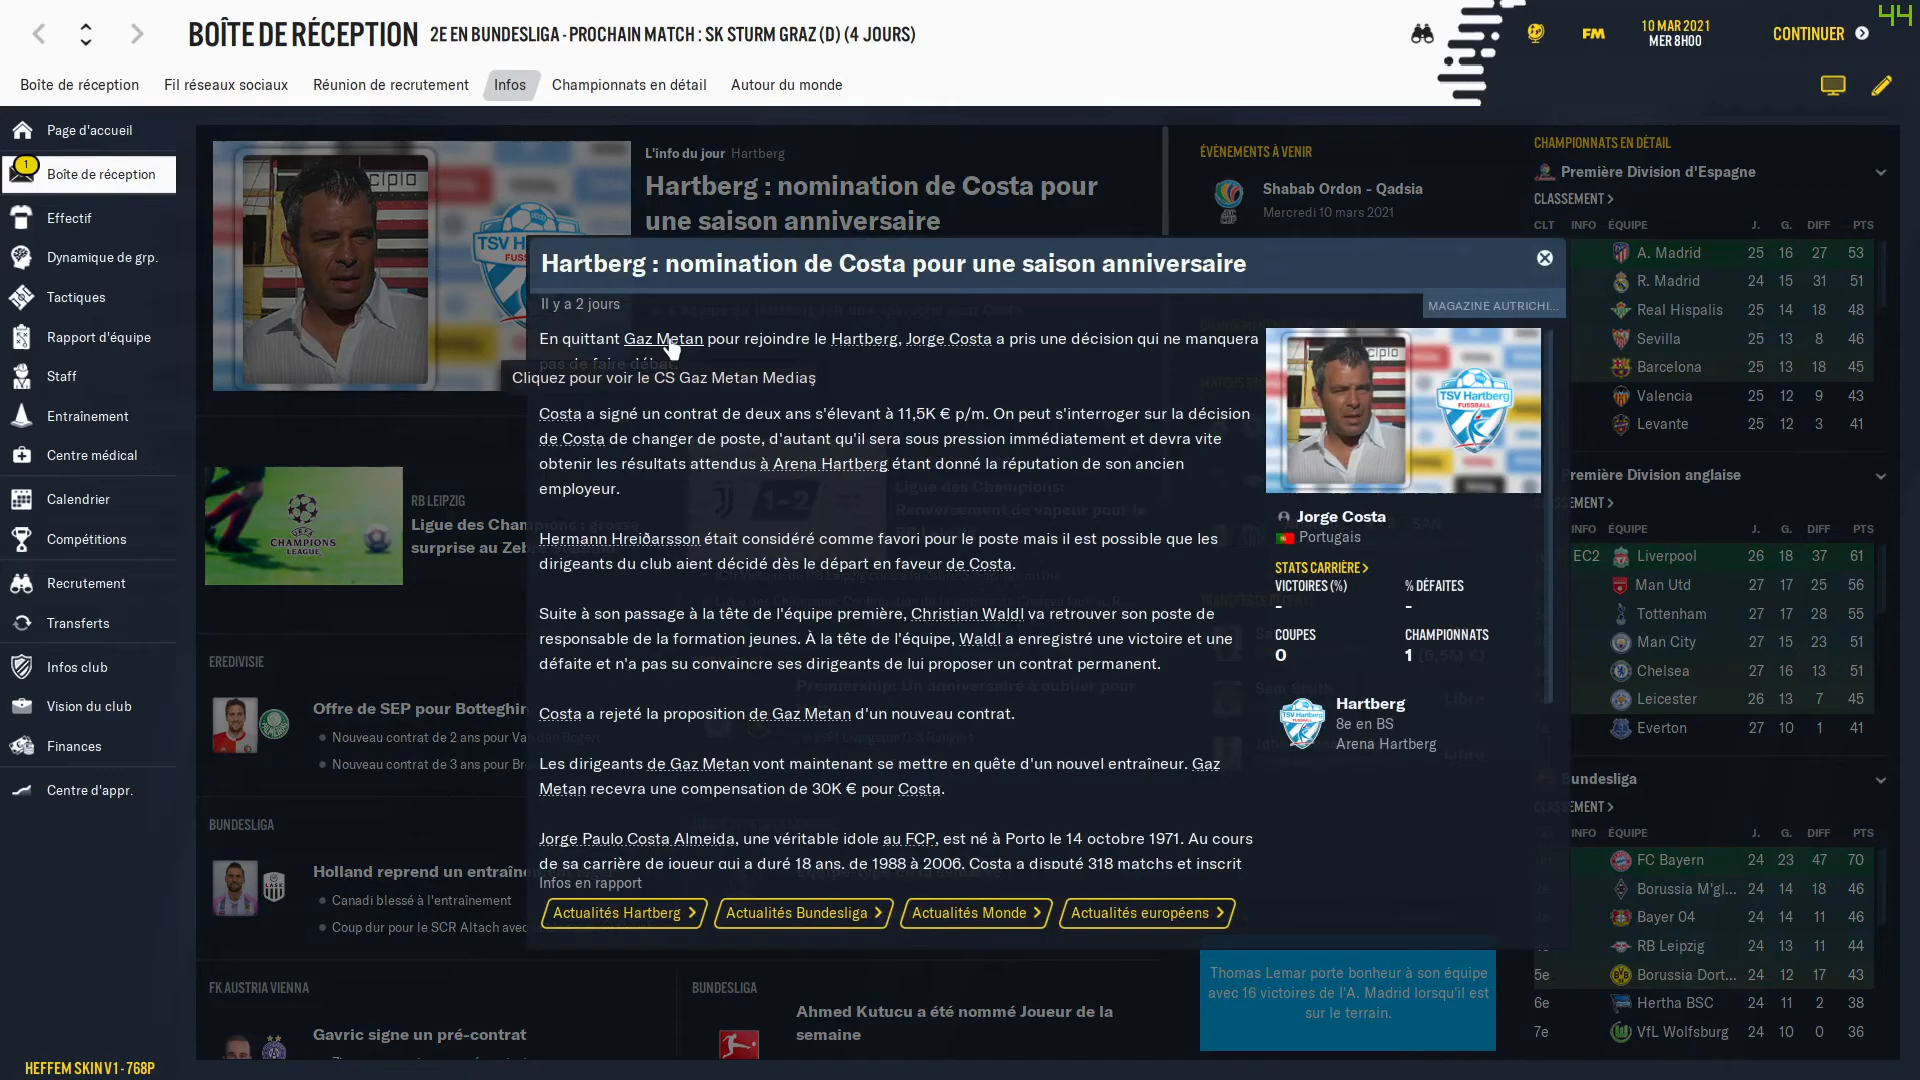 BOÎTE DE RÉCEPTION 2E EN BUNDESLIGA - PROCHAIN MATCH : SK STURM GRAZ (D) (4 JOURS)
FM
10 MAR 2021
MER 8H00
CONTINUER
44
Boîte de réception Fil réseaux sociaux Réunion de recrutement Infos Championnats en détail Autour du monde
Page d'accueil
1
Boîte de réception
Effectif
Dynamique de grp.
Tactiques
Rapport d'équipe
Staff
Entraînement
Centre médical
Calendrier
Compétitions
Recrutement
Transferts
Infos club
Vision du club
Finances
Centre d'appr.
HEFFEM SKIN V1 - 768P
L'info du jour Hartberg
Hartberg : nomination de Costa pour
une saison anniversaire
RB LEIPZIG
Ligue des Champions : grosse
surprise au Zebre
EREDIVISIE
Offre de SEP pour Botteghin
Nouveau contrat de 2 ans pour Van den Bogert
Nouveau contrat de 3 ans pour Br
BUNDESLIGA
Holland reprend un entraîne
Canadi blessé à l'entraînement
Coup dur pour le SCR Altach avec
FK AUSTRIA VIENNA
Gavric signe un pré-contrat
BUNDESLIGA
Ahmed Kutucu a été nommé Joueur de la
semaine
Hartberg : nomination de Costa pour une saison anniversaire
Il y a 2 jours
MAGAZINE AUTRICHI...
En quittant Gaz Metan pour rejoindre le Hartberg, Jorge Costa a pris une décision qui ne manquera
pas de faire débat.
Cliquez pour voir le CS Gaz Metan Mediaș
Costa a signé un contrat de deux ans s'élevant à 11,5K € p/m. On peut s'interroger sur la décision
de Costa de changer de poste, d'autant qu'il sera sous pression immédiatement et devra vite
obtenir les résultats attendus à Arena Hartberg étant donné la réputation de son ancien
employeur.
Hermann Hreiðarsson était considéré comme favori pour le poste mais il est possible que les
dirigeants du club aient décidé dès le départ en faveur de Costa.
Suite à son passage à la tête de l'équipe première, Christian Waldl va retrouver son poste de
responsable de la formation jeunes. À la tête de l'équipe, Waldl a enregistré une victoire et une
défaite et n'a pas su convaincre ses dirigeants de lui proposer un contrat permanent.
Costa a rejeté la proposition de Gaz Metan d'un nouveau contrat.
Les dirigeants de Gaz Metan vont maintenant se mettre en quête d'un nouvel entraîneur. Gaz
Metan recevra une compensation de 30K € pour Costa.
Jorge Paulo Costa Almeida, une véritable idole au FCP, est né à Porto le 14 octobre 1971. Au cours
de sa carrière de joueur qui a duré 18 ans, de 1988 à 2006, Costa a disputé 318 matchs et inscrit
Infos en rapport
Actualités Hartberg Actualités Bundesliga Actualités Monde Actualités européens
TSV Hartberg
FUSSBALL
Jorge Costa
Portugais
STATS CARRIÈRE
VICTOIRES (%) % DÉFAITES
- -
COUPES CHAMPIONNATS
0 1
Hartberg
8e en BS
Arena Hartberg
ÉVÉNEMENTS À VENIR
Shabab Ordon - Qadsia
Mercredi 10 mars 2021
Thomas Lemar porte bonheur à son équipe
avec 16 victoires de l'A. Madrid lorsqu'il est
sur le terrain.
CHAMPIONNATS EN DÉTAIL
Première Division d'Espagne
CLASSEMENT
CLT INFO ÉQUIPE J. G. DIFF PTS
A. Madrid 25 16 27 53
R. Madrid 24 15 31 51
Real Hispalis 25 14 18 48
Sevilla 25 13 8 46
Barcelona 25 13 18 45
Valencia 25 12 9 43
Levante 25 12 3 41
Première Division anglaise
CLASSEMENT
INFO ÉQUIPE J. G. DIFF PTS
EC2 Liverpool 26 18 37 61
Man Utd 27 17 25 56
Tottenham 27 17 28 55
Man City 27 15 23 51
Chelsea 27 16 13 51
Leicester 26 13 7 45
Everton 27 10 1 41
Bundesliga
CLASSEMENT
INFO ÉQUIPE J. G. DIFF PTS
FC Bayern 24 23 47 70
Borussia M'gl... 24 14 18 46
Bayer 04 24 14 11 46
RB Leipzig 24 13 11 44
5e Borussia Dort... 24 12 17 43
6e Hertha BSC 24 11 2 38
7e VfL Wolfsburg 24 10 0 36